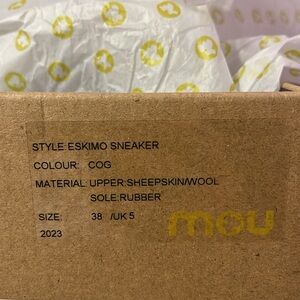 STYLE:ESKIMO SNEAKER
COLOUR: COG
MATERIAL: UPPER:SHEEPSKIN/WOOL
SOLE:RUBBER
SIZE: 38 /UK 5
2023
mou